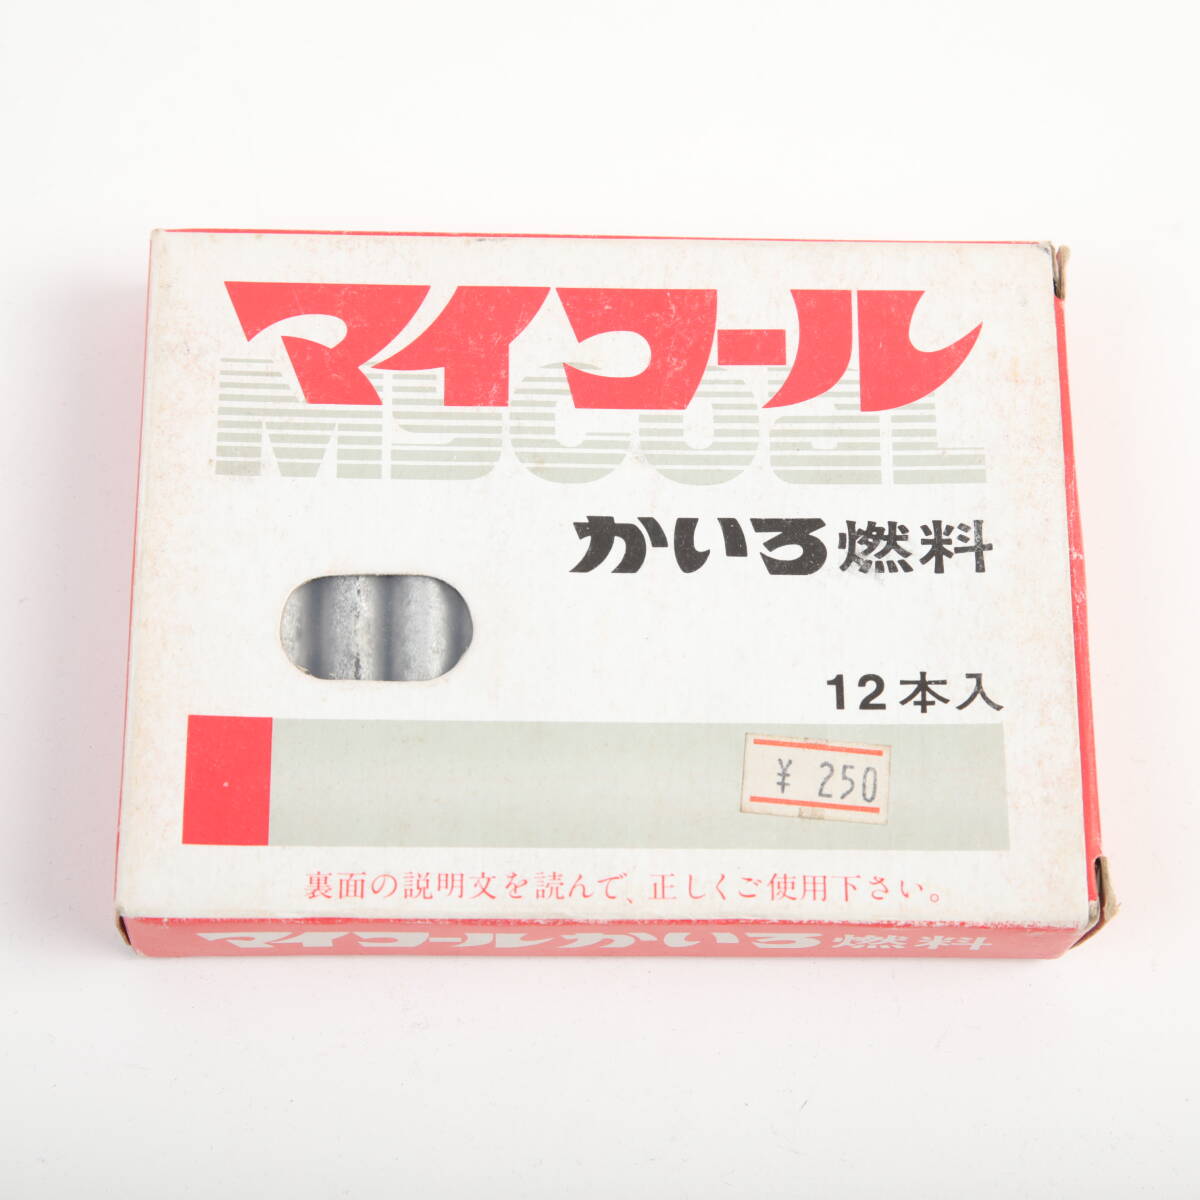 マイコール
MYCOAL
かいろ燃料
12本入
¥ 250
裏面の説明文を読んで、正しくご使用下さい。
マイコールかいろ燃料